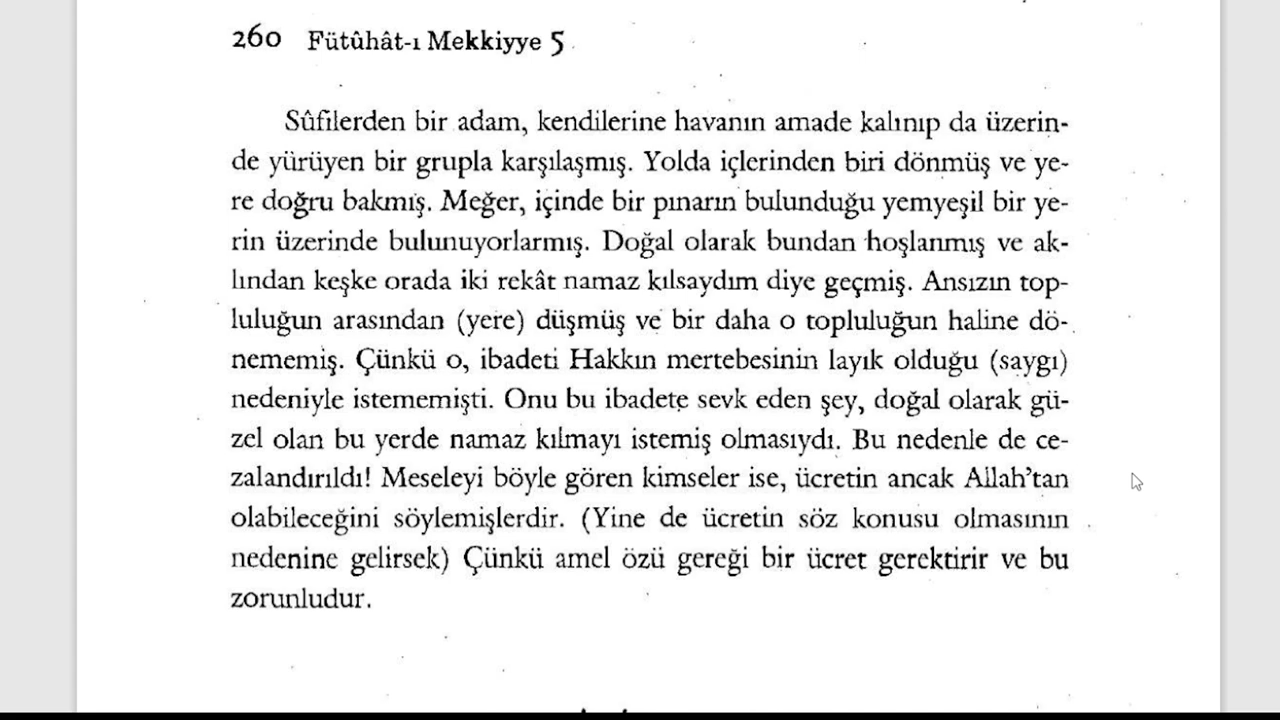 260 Fütûhât-ı Mekkiyye 5
Sûfilerden bir adam, kendilerine havanın amade kalınıp da üzerin-
de yürüyen bir grupla karşılaşmış. Yolda içlerinden biri dönmüş ve ye-
re doğru bakmış. Meğer, içinde bir pınarın bulunduğu yemyeşil bir ye-
rin üzerinde bulunuyorlarmış. Doğal olarak bundan hoşlanmış ve ak-
lından keşke orada iki rekât namaz kılsaydım diye geçmiş. Ansızın top-
luluğun arasından (yere) düşmüş ve bir daha o topluluğun haline dö-
nememiş. Çünkü o, ibadeti Hakkın mertebesinin layık olduğu (saygı)
nedeniyle istememişti. Onu bu ibadete sevk eden şey, doğal olarak gü-
zel olan bu yerde namaz kılmayı istemiş olmasıydı. Bu nedenle de ce-
zalandırıldı! Meseleyi böyle gören kimseler ise, ücretin ancak Allah'tan
olabileceğini söylemişlerdir. (Yine de ücretin söz konusu olmasının
nedenine gelirsek) Çünkü amel özü gereği bir ücret gerektirir ve bu
zorunludur.